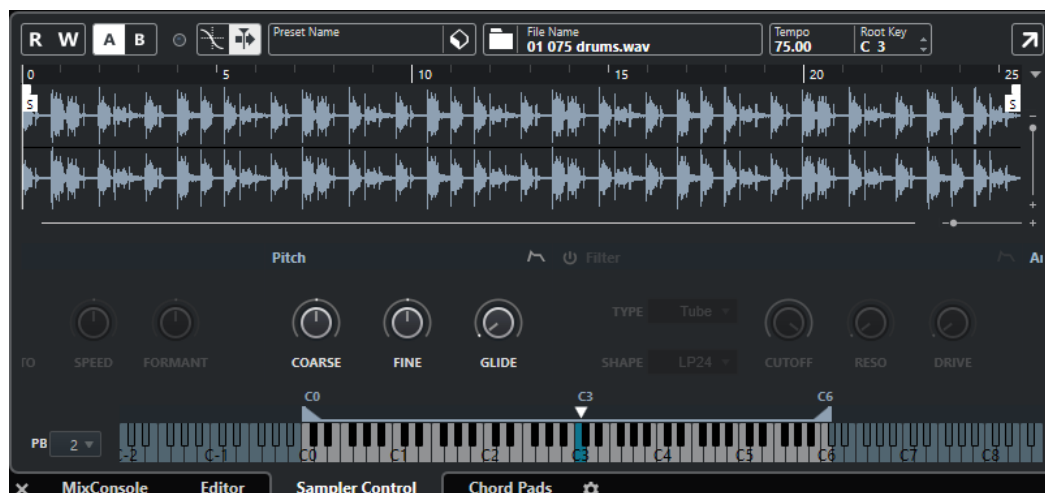 R W A B Preset Name File Name Tempo Root Key
01 075 drums.wav 75.00 C 3
0 5 10 15 20 25
S S
Pitch Filter
TYPE Tube
SPEED FORMANT COARSE FINE GLIDE SHAPE LP24 CUTOFF RESO DRIVE
C0 C3 C6
PB 2 C-2 C-1 C0 C1 C2 C3 C4 C5 C6 C7 C8
MixConsole Editor Sampler Control Chord Pads